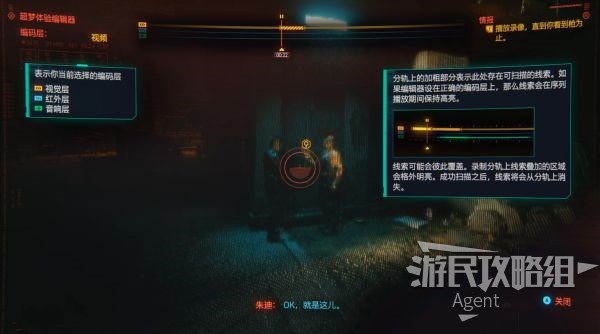 超梦体验编辑器
编码层:
视频
表示你当前选择的编码层
视觉层
红外层
音响层
00:22
情报
播放录像，直到你看到枪为
止。
分轨上的加粗部分表示此处存在可扫描的线索。如
果编辑器设在正确的编码层上，那么线索会在序列
播放期间保持高亮。
线索可能会彼此覆盖。录制分轨上线索叠加的区域
会格外明亮。成功扫描之后，线索将会从分轨上消
失。
朱迪: OK，就是这儿。
游民攻略组
Agent
A 关闭